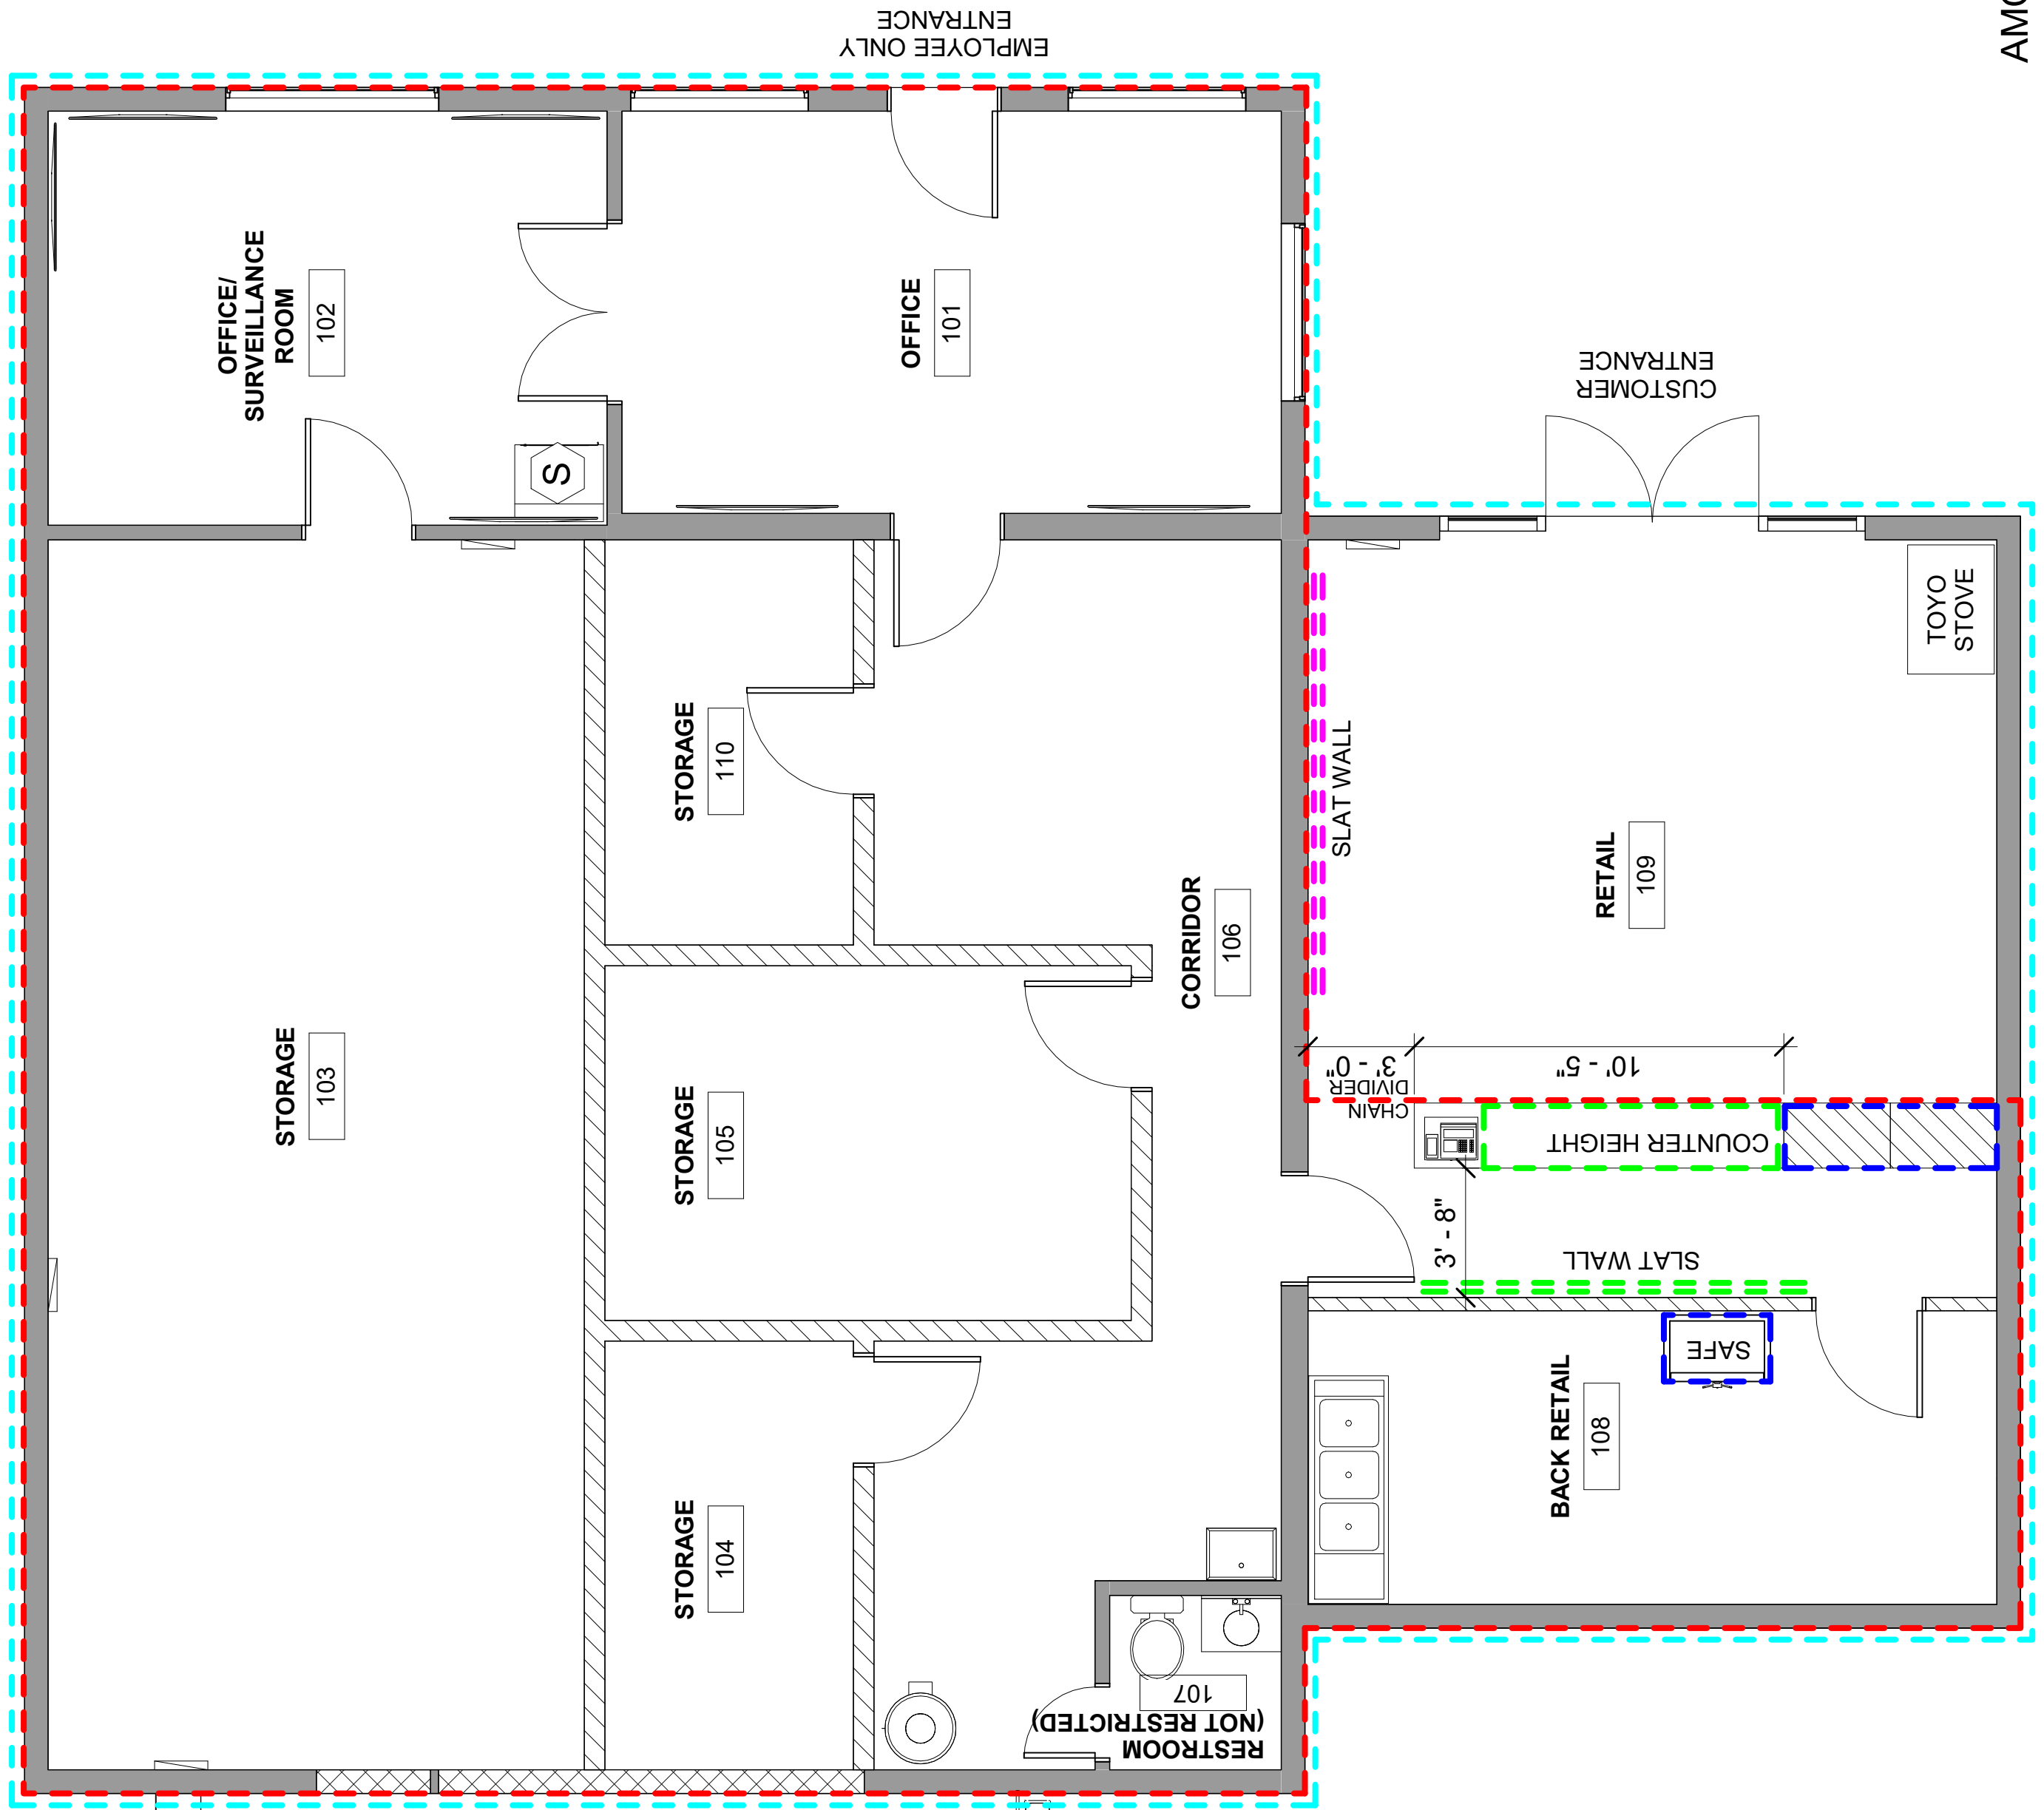 EMPLOYEE ONLY
ENTRANCE
OFFICE/
SURVEILLANCE
ROOM
102
OFFICE
101
S
CUSTOMER
ENTRANCE
STORAGE
103
STORAGE
110
STORAGE
105
STORAGE
104
CORRIDOR
106
SLAT WALL
RETAIL
109
TOYO
STOVE
CHAIN
DIVIDER
3' - 0"
10' - 5"
COUNTER HEIGHT
3' - 8"
SLAT WALL
SAFE
BACK RETAIL
108
RESTROOM
(NOT RESTRICTED)
107